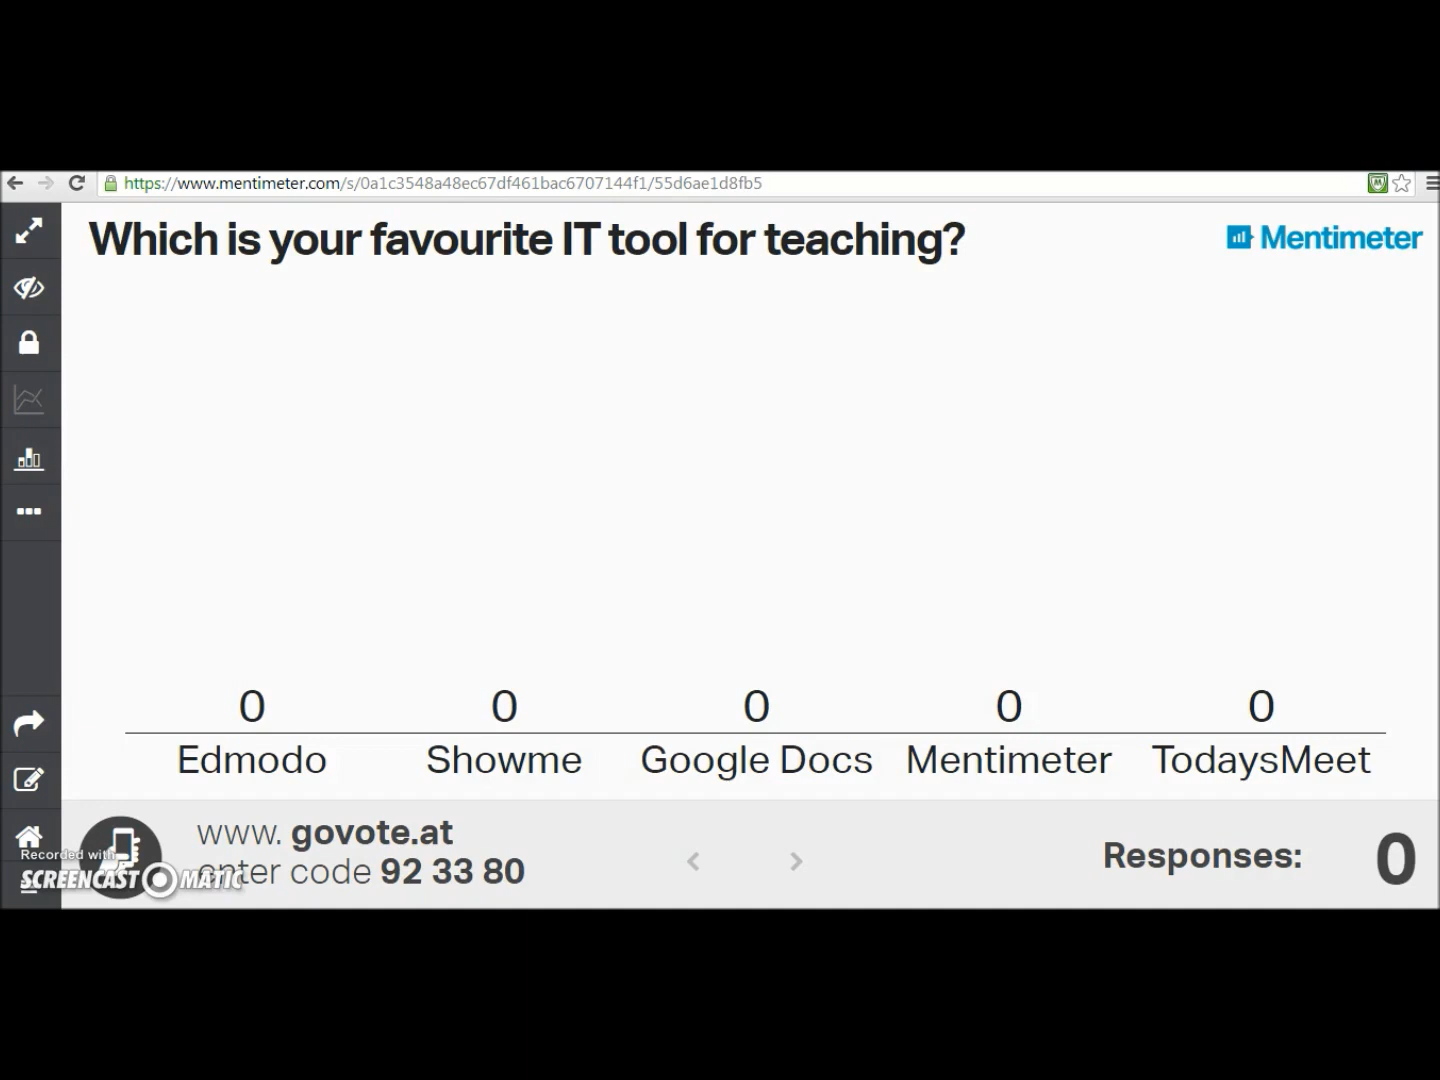 https://www.mentimeter.com/s/0a1c3548a48ec67df461bac6707144f1/55d6ae1d8fb5
Which is your favourite IT tool for teaching?
Mentimeter
0 0 0 0 0
Edmodo Showme Google Docs Mentimeter TodaysMeet
www. govote.at
enter code 92 33 80
Responses: 0
Recorded with
SCREENCAST MATIC